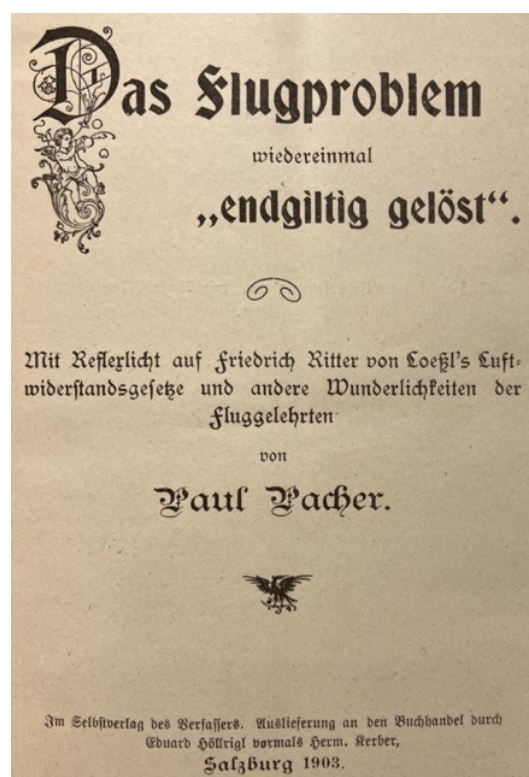 Das Flugproblem
wiedereinmal
„endgiltig gelöst“.
Mit Reflexlicht auf Friedrich Ritter von Loeßl's Luft-
widerstandsgesetze und andere Wunderlichkeiten der
Fluggelehrten
von
Paul Pacher.
Im Selbstverlag des Verfassers. Auslieferung an den Buchhandel durch
Eduard Höllrigl vormals Herm. Kerber,
Salzburg 1903.